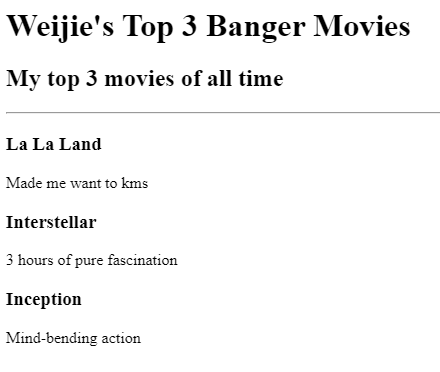 Weijie's Top 3 Banger Movies
My top 3 movies of all time
La La Land
Made me want to kms
Interstellar
3 hours of pure fascination
Inception
Mind-bending action